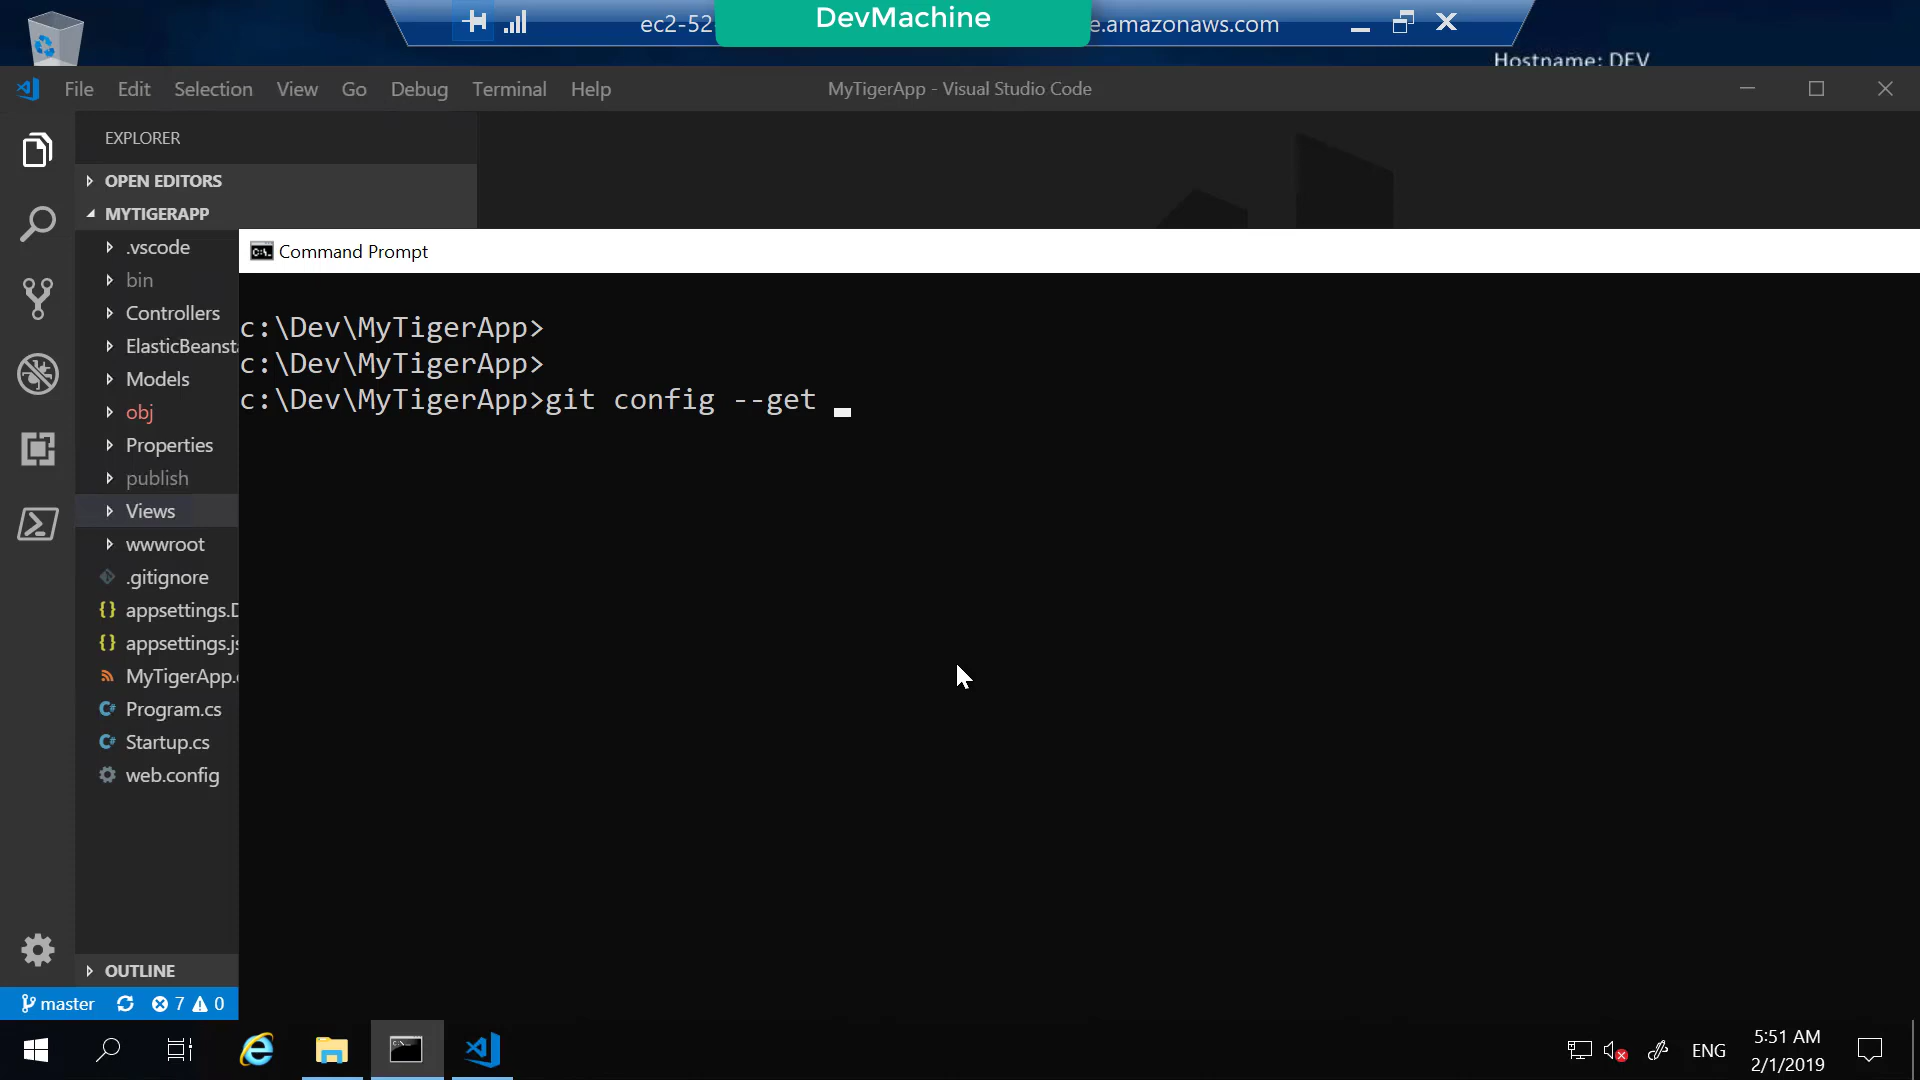 ec2-52
DevMachine
e.amazonaws.com
Hostname: DEV
File Edit Selection View Go Debug Terminal Help
MyTigerApp - Visual Studio Code
EXPLORER
OPEN EDITORS
MYTIGERAPP
.vscode
bin
Controllers
ElasticBeansta
Models
obj
Properties
publish
Views
wwwroot
.gitignore
appsettings.D
appsettings.js
MyTigerApp.
Program.cs
Startup.cs
web.config
OUTLINE
master 7 0
Command Prompt
c:\Dev\MyTigerApp>
c:\Dev\MyTigerApp>
c:\Dev\MyTigerApp>git config --get
ENG
5:51 AM
2/1/2019